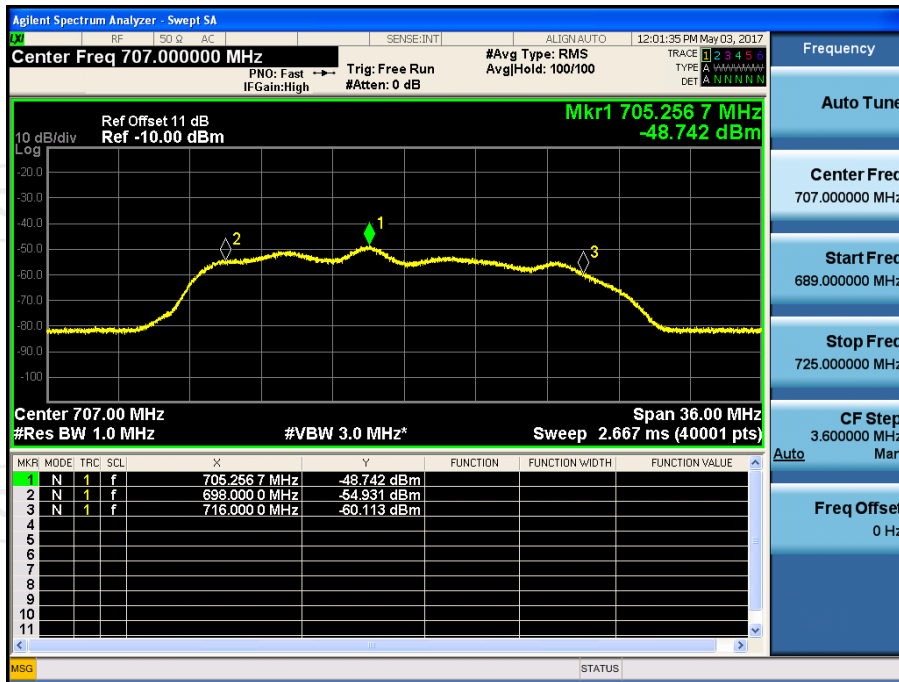 Agilent Spectrum Analyzer - Swept SA
LXI RF 50 Ω AC SENSE:INT ALIGN AUTO 12:01:35 PM May 03, 2017
Center Freq 707.000000 MHz
PNO: Fast
IFGain:High
Trig: Free Run
#Atten: 0 dB
#Avg Type: RMS
Avg|Hold: 100/100
TRACE 1 2 3 4 5 6
TYPE A WWWWW
DET A N N N N N
Mkr1 705.256 7 MHz
-48.742 dBm
Ref Offset 11 dB
10 dB/div Ref -10.00 dBm
Log
-20.0
-30.0
-40.0
-50.0
-60.0
-70.0
-80.0
-90.0
-100
1
2
3
Center 707.00 MHz Span 36.00 MHz
#Res BW 1.0 MHz #VBW 3.0 MHz* Sweep 2.667 ms (40001 pts)
MKR MODE TRC SCL X Y FUNCTION FUNCTION WIDTH FUNCTION VALUE
1 N 1 f 705.256 7 MHz -48.742 dBm
2 N 1 f 698.000 0 MHz -54.931 dBm
3 N 1 f 716.000 0 MHz -60.113 dBm
4
5
6
7
8
9
10
11
MSG STATUS
Frequency
Auto Tune
Center Freq
707.000000 MHz
Start Freq
689.000000 MHz
Stop Freq
725.000000 MHz
CF Step
3.600000 MHz
Auto Man
Freq Offset
0 Hz